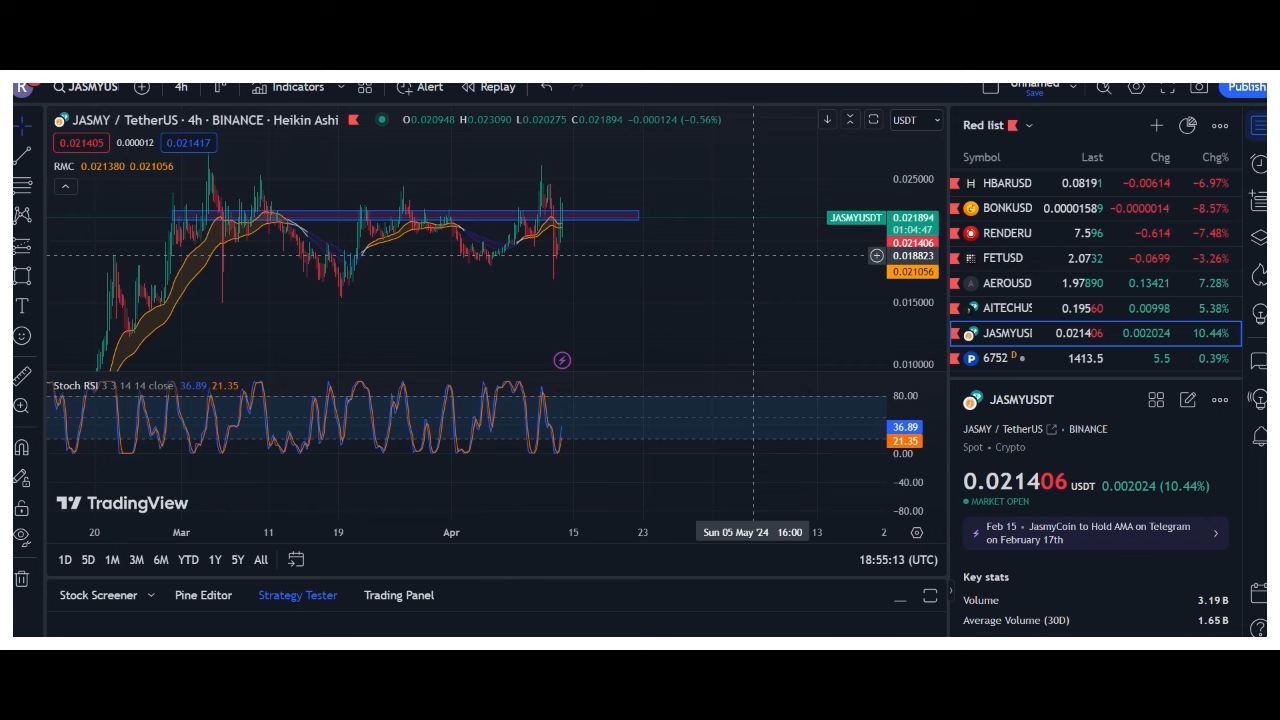 R JASMYUS 4h Indicators Alert Replay Unnamed Publish
Save
JASMY / TetherUS · 4h · BINANCE · Heikin Ashi O0.020948 H0.023090 L0.020275 C0.021894 −0.000124 (−0.56%) USDT
0.021405 0.000012 0.021417
RMC 0.021380 0.021056
0.025000
JASMYUSDT 0.021894
01:04:47
0.021406
0.018823
0.021056
0.015000
0.010000
Stoch RSI 3 3 14 14 close 36.89 21.35
80.00
36.89
21.35
0.00
−40.00
−80.00
TradingView
20 Mar 11 19 Apr 15 23 Sun 05 May '24 16:00 13 2
1D 5D 1M 3M 6M YTD 1Y 5Y All 18:55:13 (UTC)
Stock Screener Pine Editor Strategy Tester Trading Panel
Red list
Symbol Last Chg Chg%
HBARUSD 0.08191 −0.00614 −6.97%
BONKUSD 0.00001589 −0.0000014 −8.57%
RENDERU 7.596 −0.614 −7.48%
FETUSD 2.0732 −0.0699 −3.26%
AEROUSD 1.97890 0.13421 7.28%
AITECHUS 0.19560 0.00998 5.38%
JASMYUSI 0.021406 0.002024 10.44%
6752 D 1413.5 5.5 0.39%
JASMYUSDT
JASMY / TetherUS · BINANCE
Spot · Crypto
0.021406 USDT 0.002024 (10.44%)
MARKET OPEN
Feb 15 · JasmyCoin to Hold AMA on Telegram
on February 17th
Key stats
Volume 3.19 B
Average Volume (30D) 1.65 B